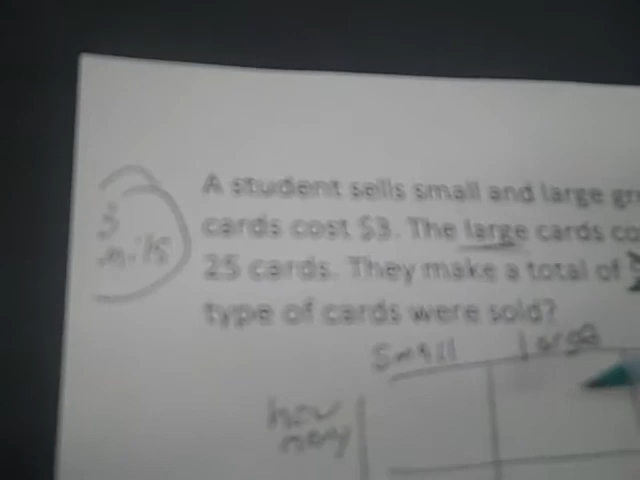 A student sells small and large
cards cost $3. The large cards
25 cards. They make a total of
type of cards were sold?
small large
how
many